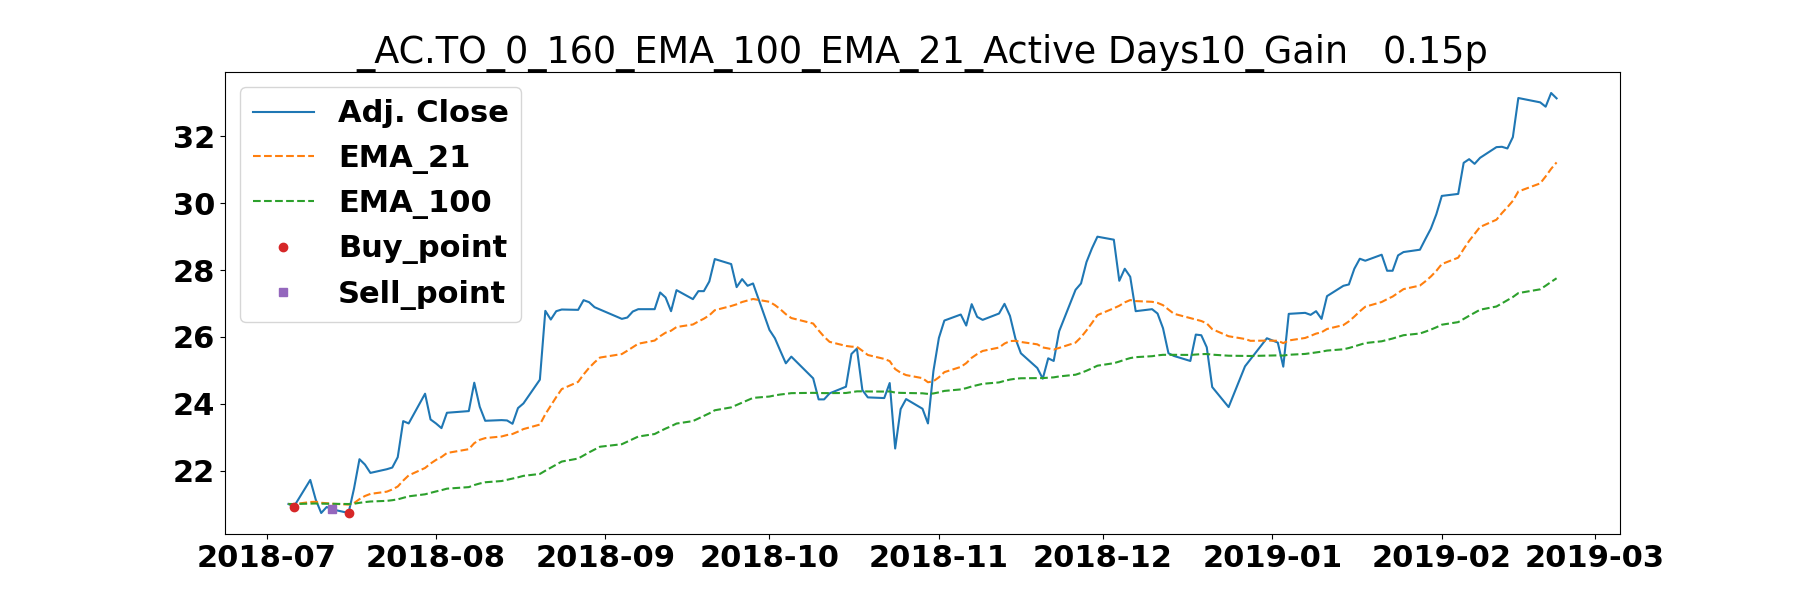 _AC.TO_0_160_EMA_100_EMA_21_Active Days10_Gain   0.15p
Adj. Close
EMA_21
EMA_100
Buy_point
Sell_point
32
30
28
26
24
22
2018-07 2018-08 2018-09 2018-10 2018-11 2018-12 2019-01 2019-02 2019-03